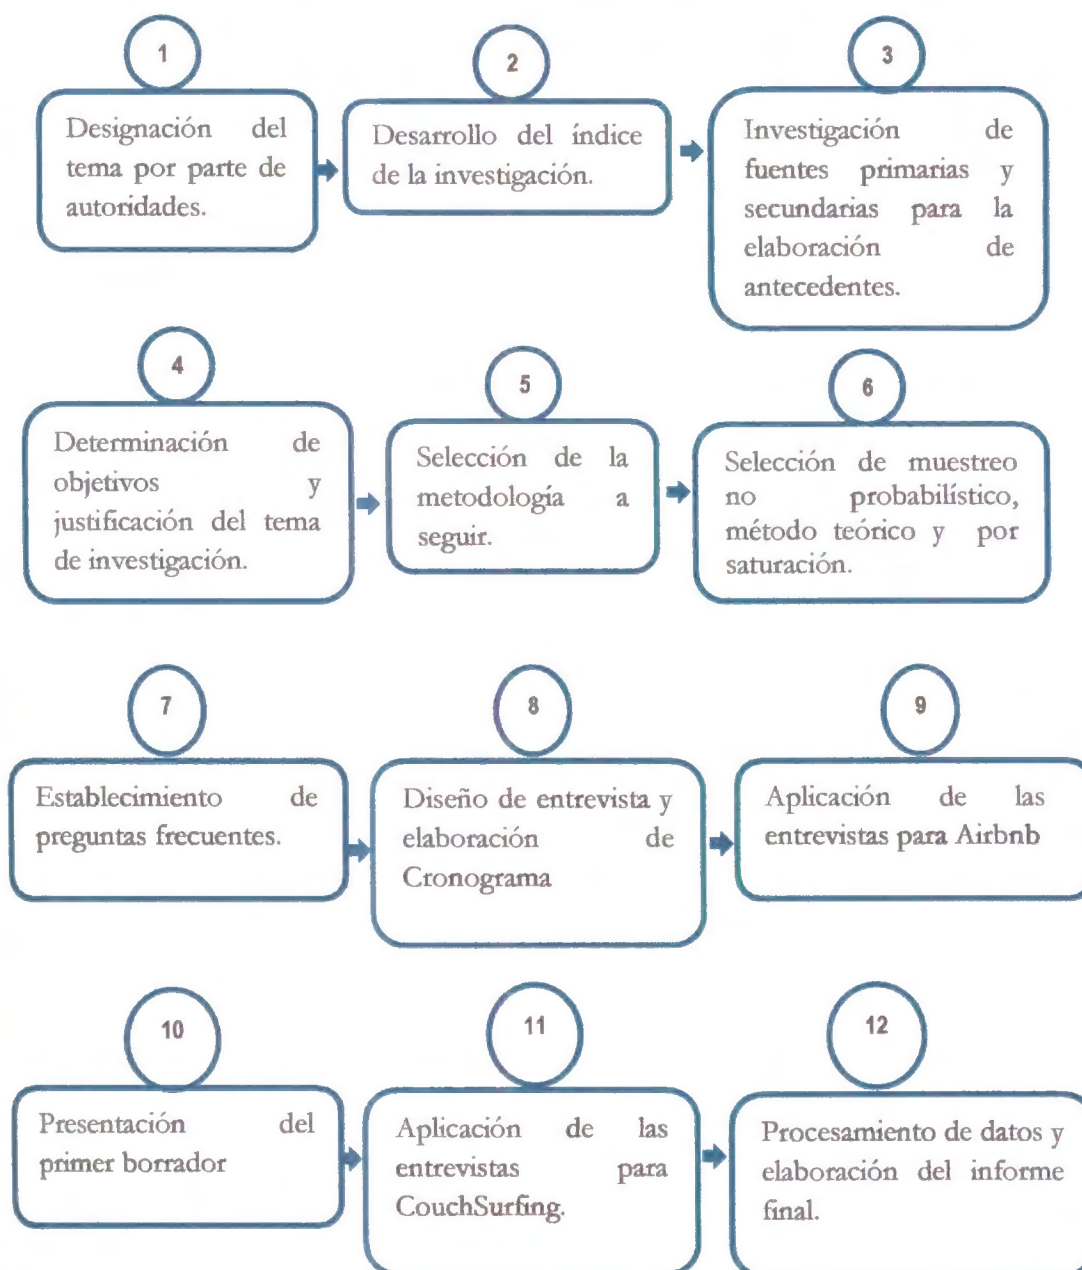 1
Designación del
tema por parte de
autoridades.
2
Desarrollo del índice
de la investigación.
3
Investigación de
fuentes primarias y
secundarias para la
elaboración de
antecedentes.
4
Determinación de
objetivos y
justificación del tema
de investigación.
5
Selección de la
metodología a
seguir.
6
Selección de muestreo
no probabilístico,
método teórico y por
saturación.
7
Establecimiento de
preguntas frecuentes.
8
Diseño de entrevista y
elaboración de
Cronograma
9
Aplicación de las
entrevistas para Airbnb
10
Presentación del
primer borrador
11
Aplicación de las
entrevistas para
CouchSurfing.
12
Procesamiento de datos y
elaboración del informe
final.